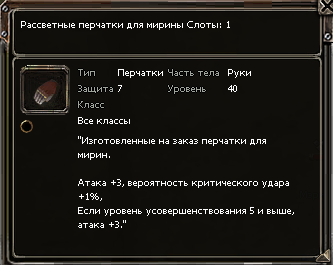 Рассветные перчатки для мирины Слоты: 1
Тип Перчатки Часть тела Руки
Защита 7 Уровень 40
Класс
Все классы
"Изготовленные на заказ перчатки для
мирин.
Атака +3, вероятность критического удара
+1%,
Если уровень усовершенствования 5 и выше,
атака +3."